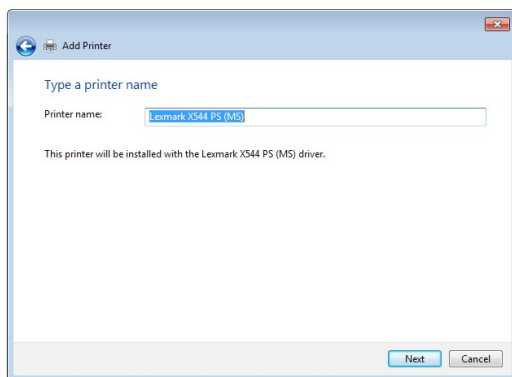 Add Printer
Type a printer name
Printer name: Lexmark X544 PS (MS)
This printer will be installed with the Lexmark X544 PS (MS) driver.
Next Cancel